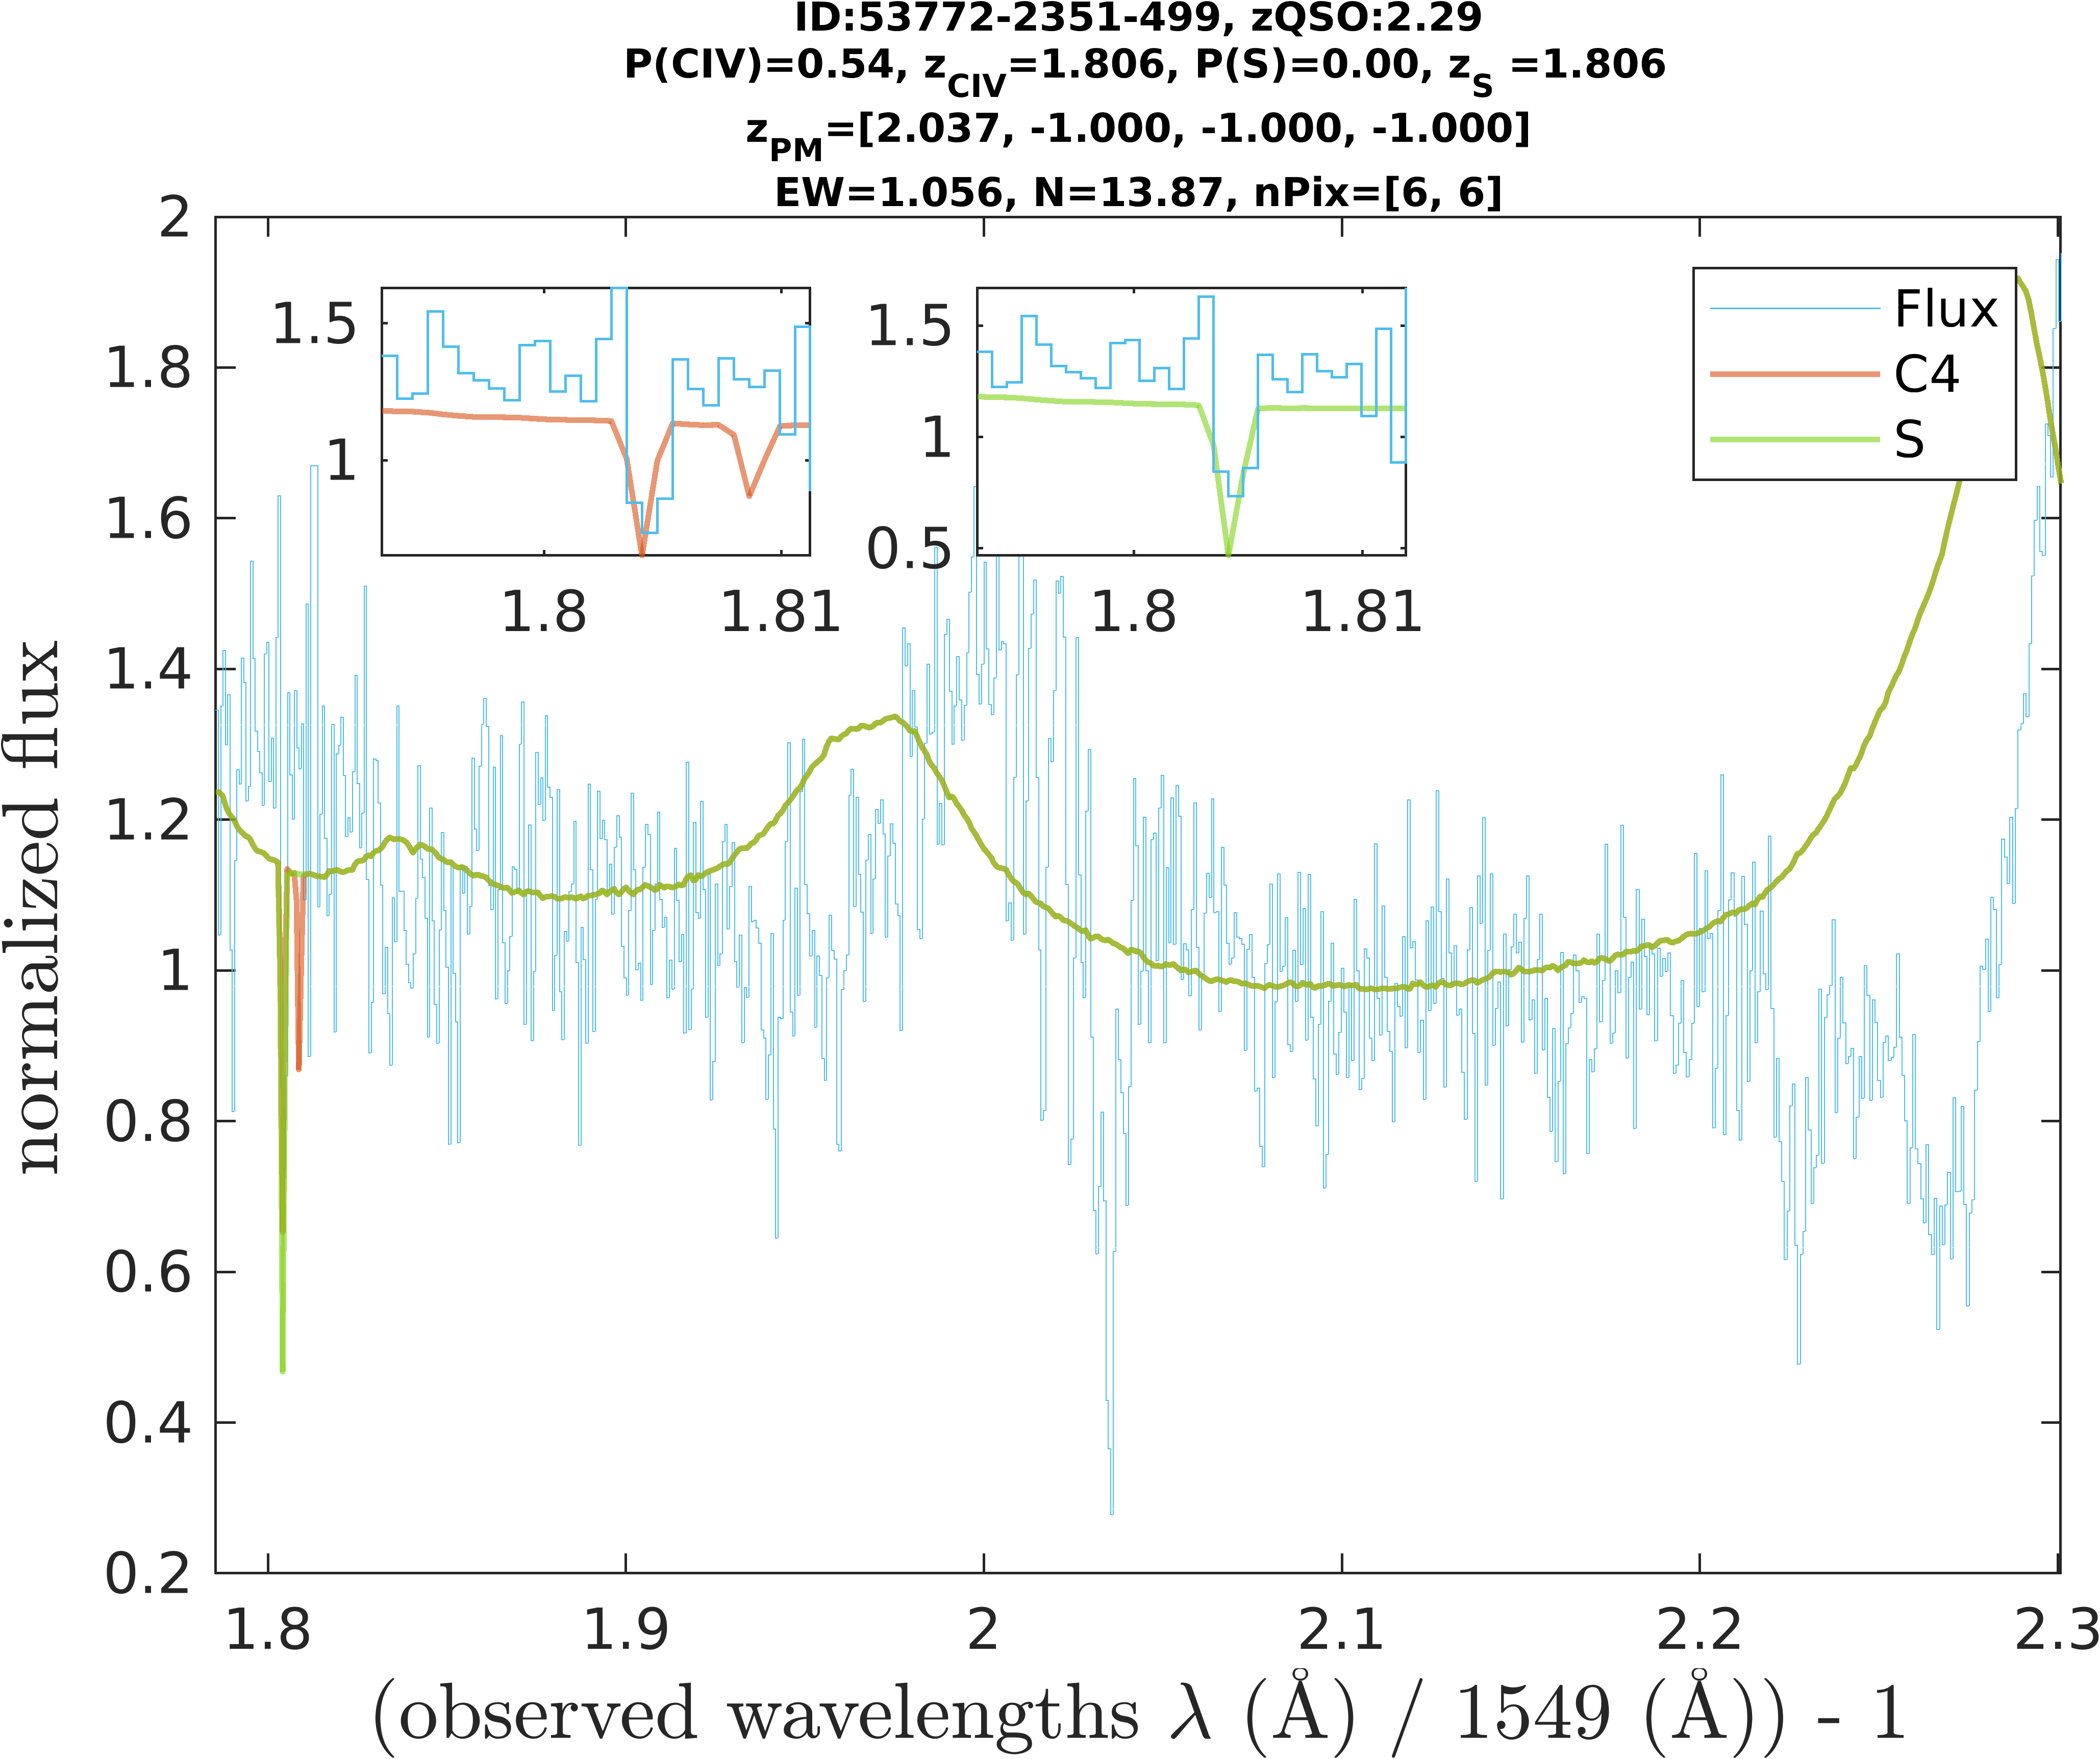 ID:53772-2351-499, zQSO:2.29
P(CIV)=0.54, zCIV=1.806, P(S)=0.00, zS =1.806
zPM=[2.037, -1.000, -1.000, -1.000]
EW=1.056, N=13.87, nPix=[6, 6]
2
1.8
1.6
1.4
1.2
1
0.8
0.6
0.4
0.2
normalized flux
1.5
1
1.8
1.81
1.5
1
0.5
1.8
1.81
Flux
C4
S
1.8
1.9
2
2.1
2.2
2.3
(observed wavelengths λ (Å) / 1549 (Å)) - 1